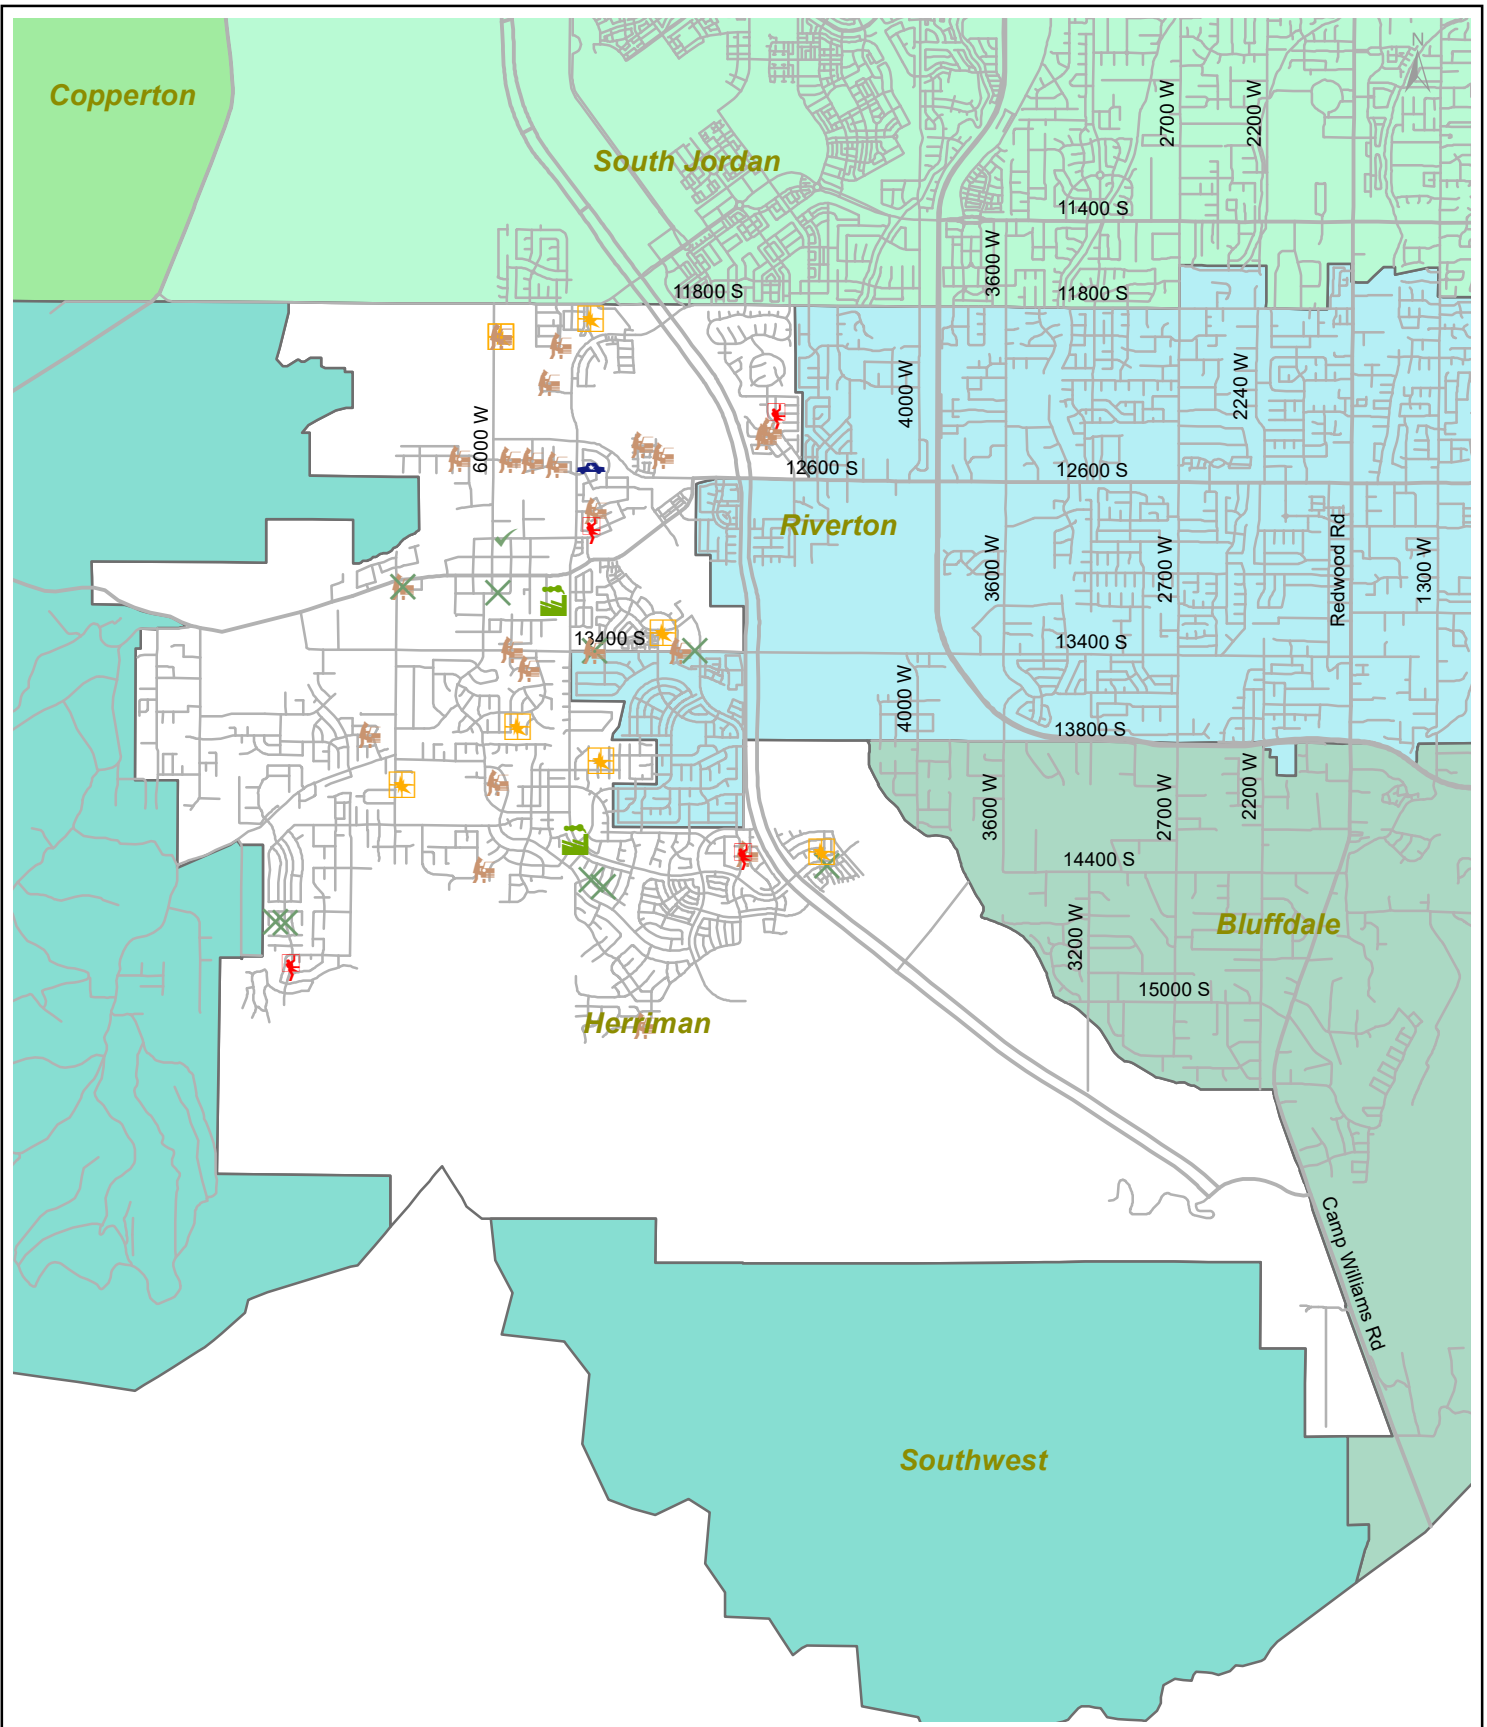 N
Copperton
2700 W
2200 W
South Jordan
11400 S
3600 W
11800 S
11800 S
4000 W
2240 W
6000 W
12600 S
12600 S
Riverton
3600 W
2700 W
Redwood Rd
1300 W
13400 S
13400 S
4000 W
13800 S
3600 W
2700 W
2200 W
14400 S
3200 W
Bluffdale
15000 S
Herriman
Camp Williams Rd
Southwest